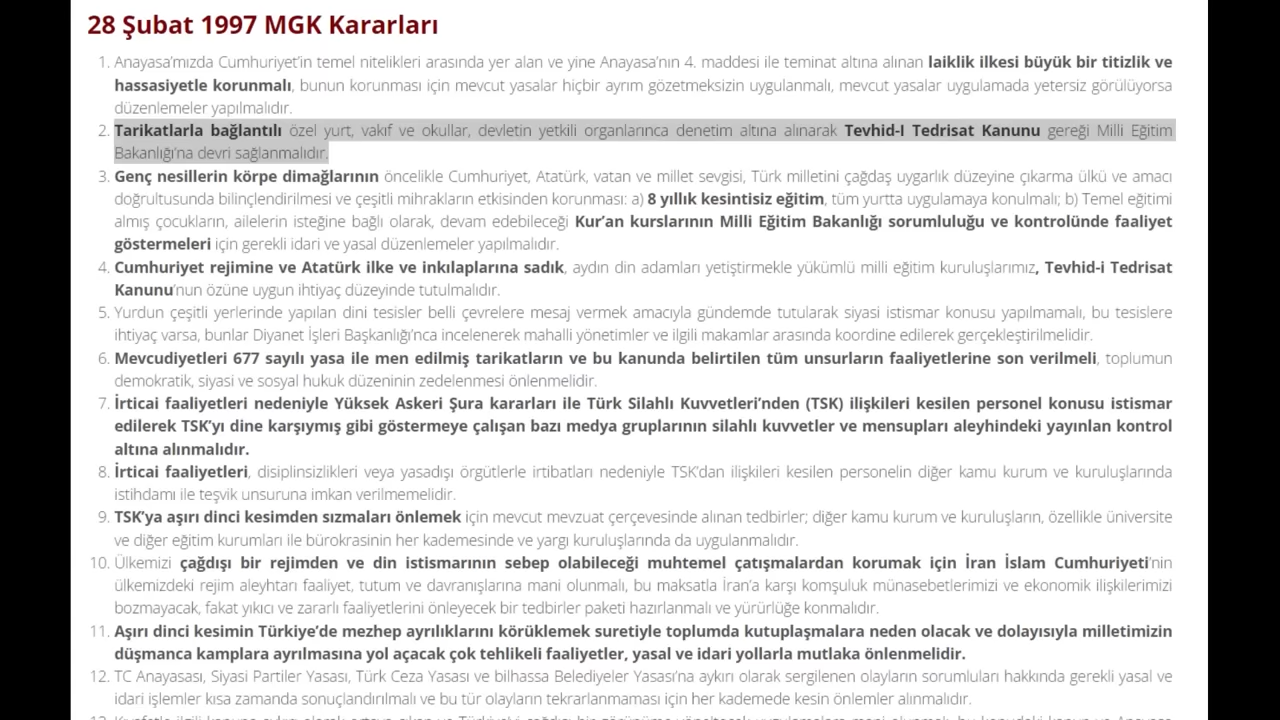 28 Şubat 1997 MGK Kararları
1. Anayasa'mızda Cumhuriyet'in temel nitelikleri arasında yer alan ve yine Anayasa'nın 4. maddesi ile teminat altına alınan laiklik ilkesi büyük bir titizlik ve
hassasiyetle korunmalı, bunun korunması için mevcut yasalar hiçbir ayrım gözetmeksizin uygulanmalı, mevcut yasalar uygulamada yetersiz görülüyorsa
düzenlemeler yapılmalıdır.
2. Tarikatlarla bağlantılı özel yurt, vakıf ve okullar, devletin yetkili organlarınca denetim altına alınarak Tevhid-I Tedrisat Kanunu gereği Milli Eğitim
Bakanlığı'na devri sağlanmalıdır.
3. Genç nesillerin körpe dimağlarının öncelikle Cumhuriyet, Atatürk, vatan ve millet sevgisi, Türk milletini çağdaş uygarlık düzeyine çıkarma ülkü ve amacı
doğrultusunda bilinçlendirilmesi ve çeşitli mihrakların etkisinden korunması: a) 8 yıllık kesintisiz eğitim, tüm yurtta uygulamaya konulmalı; b) Temel eğitimi
almış çocukların, ailelerin isteğine bağlı olarak, devam edebileceği Kur'an kurslarının Milli Eğitim Bakanlığı sorumluluğu ve kontrolünde faaliyet
göstermeleri için gerekli idari ve yasal düzenlemeler yapılmalıdır.
4. Cumhuriyet rejimine ve Atatürk ilke ve inkılaplarına sadık, aydın din adamları yetiştirmekle yükümlü milli eğitim kuruluşlarımız, Tevhid-i Tedrisat
Kanunu'nun özüne uygun ihtiyaç düzeyinde tutulmalıdır.
5. Yurdun çeşitli yerlerinde yapılan dini tesisler belli çevrelere mesaj vermek amacıyla gündemde tutularak siyasi istismar konusu yapılmamalı, bu tesislere
ihtiyaç varsa, bunlar Diyanet İşleri Başkanlığı'nca incelenerek mahalli yönetimler ve ilgili makamlar arasında koordine edilerek gerçekleştirilmelidir.
6. Mevcudiyetleri 677 sayılı yasa ile men edilmiş tarikatların ve bu kanunda belirtilen tüm unsurların faaliyetlerine son verilmeli, toplumun
demokratik, siyasi ve sosyal hukuk düzeninin zedelenmesi önlenmelidir.
7. İrticai faaliyetleri nedeniyle Yüksek Askeri Şura kararları ile Türk Silahlı Kuvvetleri'nden (TSK) ilişkileri kesilen personel konusu istismar
edilerek TSK'yı dine karşıymış gibi göstermeye çalışan bazı medya gruplarının silahlı kuvvetler ve mensupları aleyhindeki yayınları kontrol
altına alınmalıdır.
8. İrticai faaliyetleri, disiplinsizlikleri veya yasadışı örgütlerle irtibatları nedeniyle TSK'dan ilişkileri kesilen personelin diğer kamu kurum ve kuruluşlarında
istihdamı ile teşvik unsuruna imkan verilmemelidir.
9. TSK'ya aşırı dinci kesimden sızmaları önlemek için mevcut mevzuat çerçevesinde alınan tedbirler; diğer kamu kurum ve kuruluşların, özellikle üniversite
ve diğer eğitim kurumları ile bürokrasinin her kademesinde ve yargı kuruluşlarında da uygulanmalıdır.
10. Ülkemizi çağdışı bir rejimden ve din istismarının sebep olabileceği muhtemel çatışmalardan korumak için İran İslam Cumhuriyeti'nin
ülkemizdeki rejim aleyhtarı faaliyet, tutum ve davranışlarına mani olunmalı, bu maksatla İran'a karşı komşuluk münasebetlerimizi ve ekonomik ilişkilerimizi
bozmayacak, fakat yıkıcı ve zararlı faaliyetlerini önleyecek bir tedbirler paketi hazırlanmalı ve yürürlüğe konmalıdır.
11. Aşırı dinci kesimin Türkiye'de mezhep ayrılıklarını körüklemek suretiyle toplumda kutuplaşmalara neden olacak ve dolayısıyla milletimizin
düşmanca kamplara ayrılmasına yol açacak çok tehlikeli faaliyetler, yasal ve idari yollarla mutlaka önlenmelidir.
12. TC Anayasası, Siyasi Partiler Yasası, Türk Ceza Yasası ve bilhassa Belediyeler Yasası'na aykırı olarak sergilenen olayların sorumluları hakkında gerekli yasal ve
idari işlemler kısa zamanda sonuçlandırılmalı ve bu tür olayların tekrarlanmaması için her kademede kesin önlemler alınmalıdır.